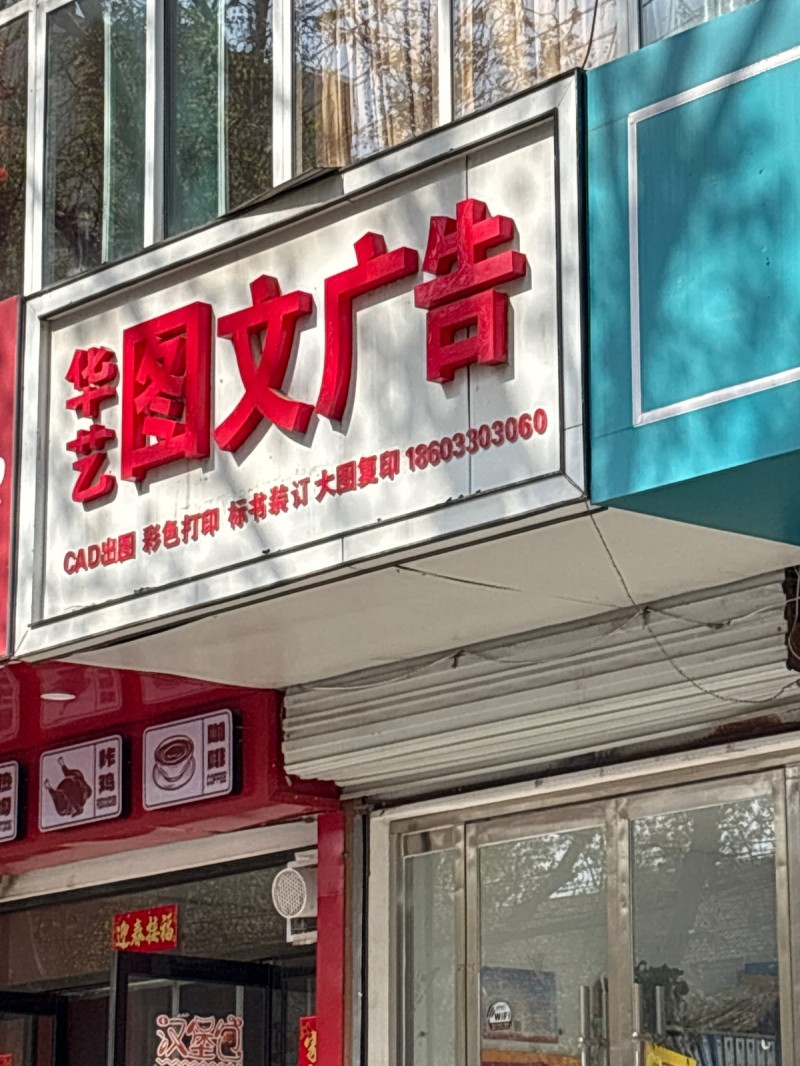 华艺
图文广告
CAD出图 彩色打印 标书装订 大图复印 18603303060
炸鸡
咖啡
COFFEE
迎春接福
汉堡包
WiFi